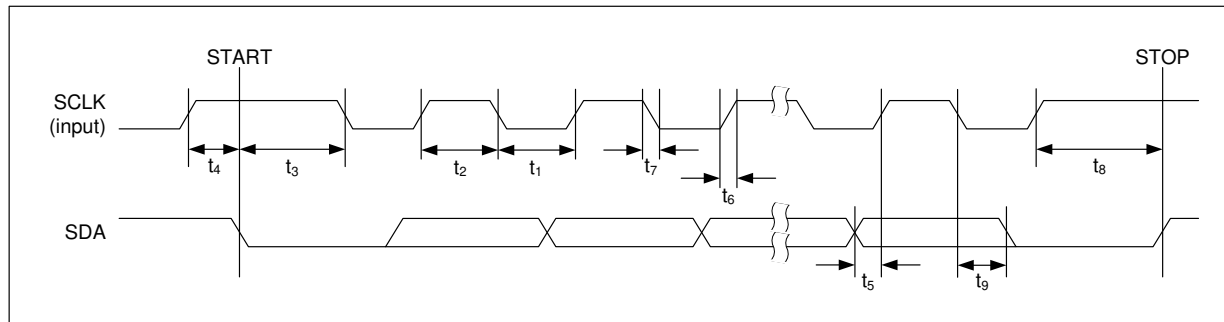 START
STOP
SCLK
(input)
t4
t3
t2
t1
t7
t6
t8
SDA
t5
t9